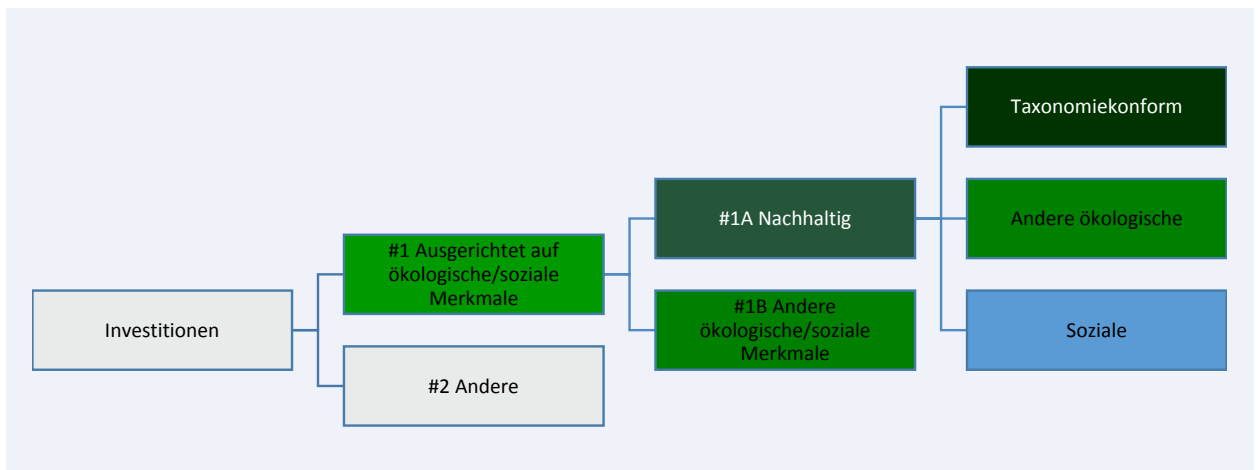 Investitionen
#1 Ausgerichtet auf
ökologische/soziale
Merkmale
#2 Andere
#1A Nachhaltig
#1B Andere
ökologische/soziale
Merkmale
Taxonomiekonform
Andere ökologische
Soziale